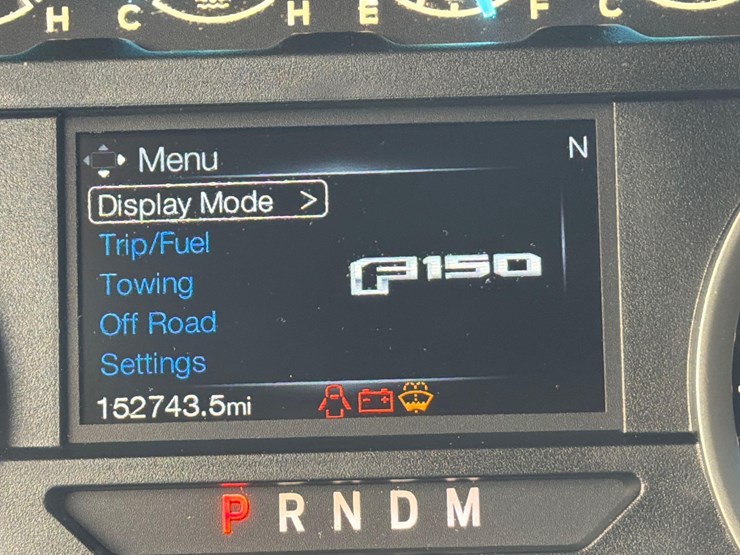 H C H E F C
Menu N
Display Mode >
Trip/Fuel
F150
Towing
Off Road
Settings
152743.5mi
P R N D M